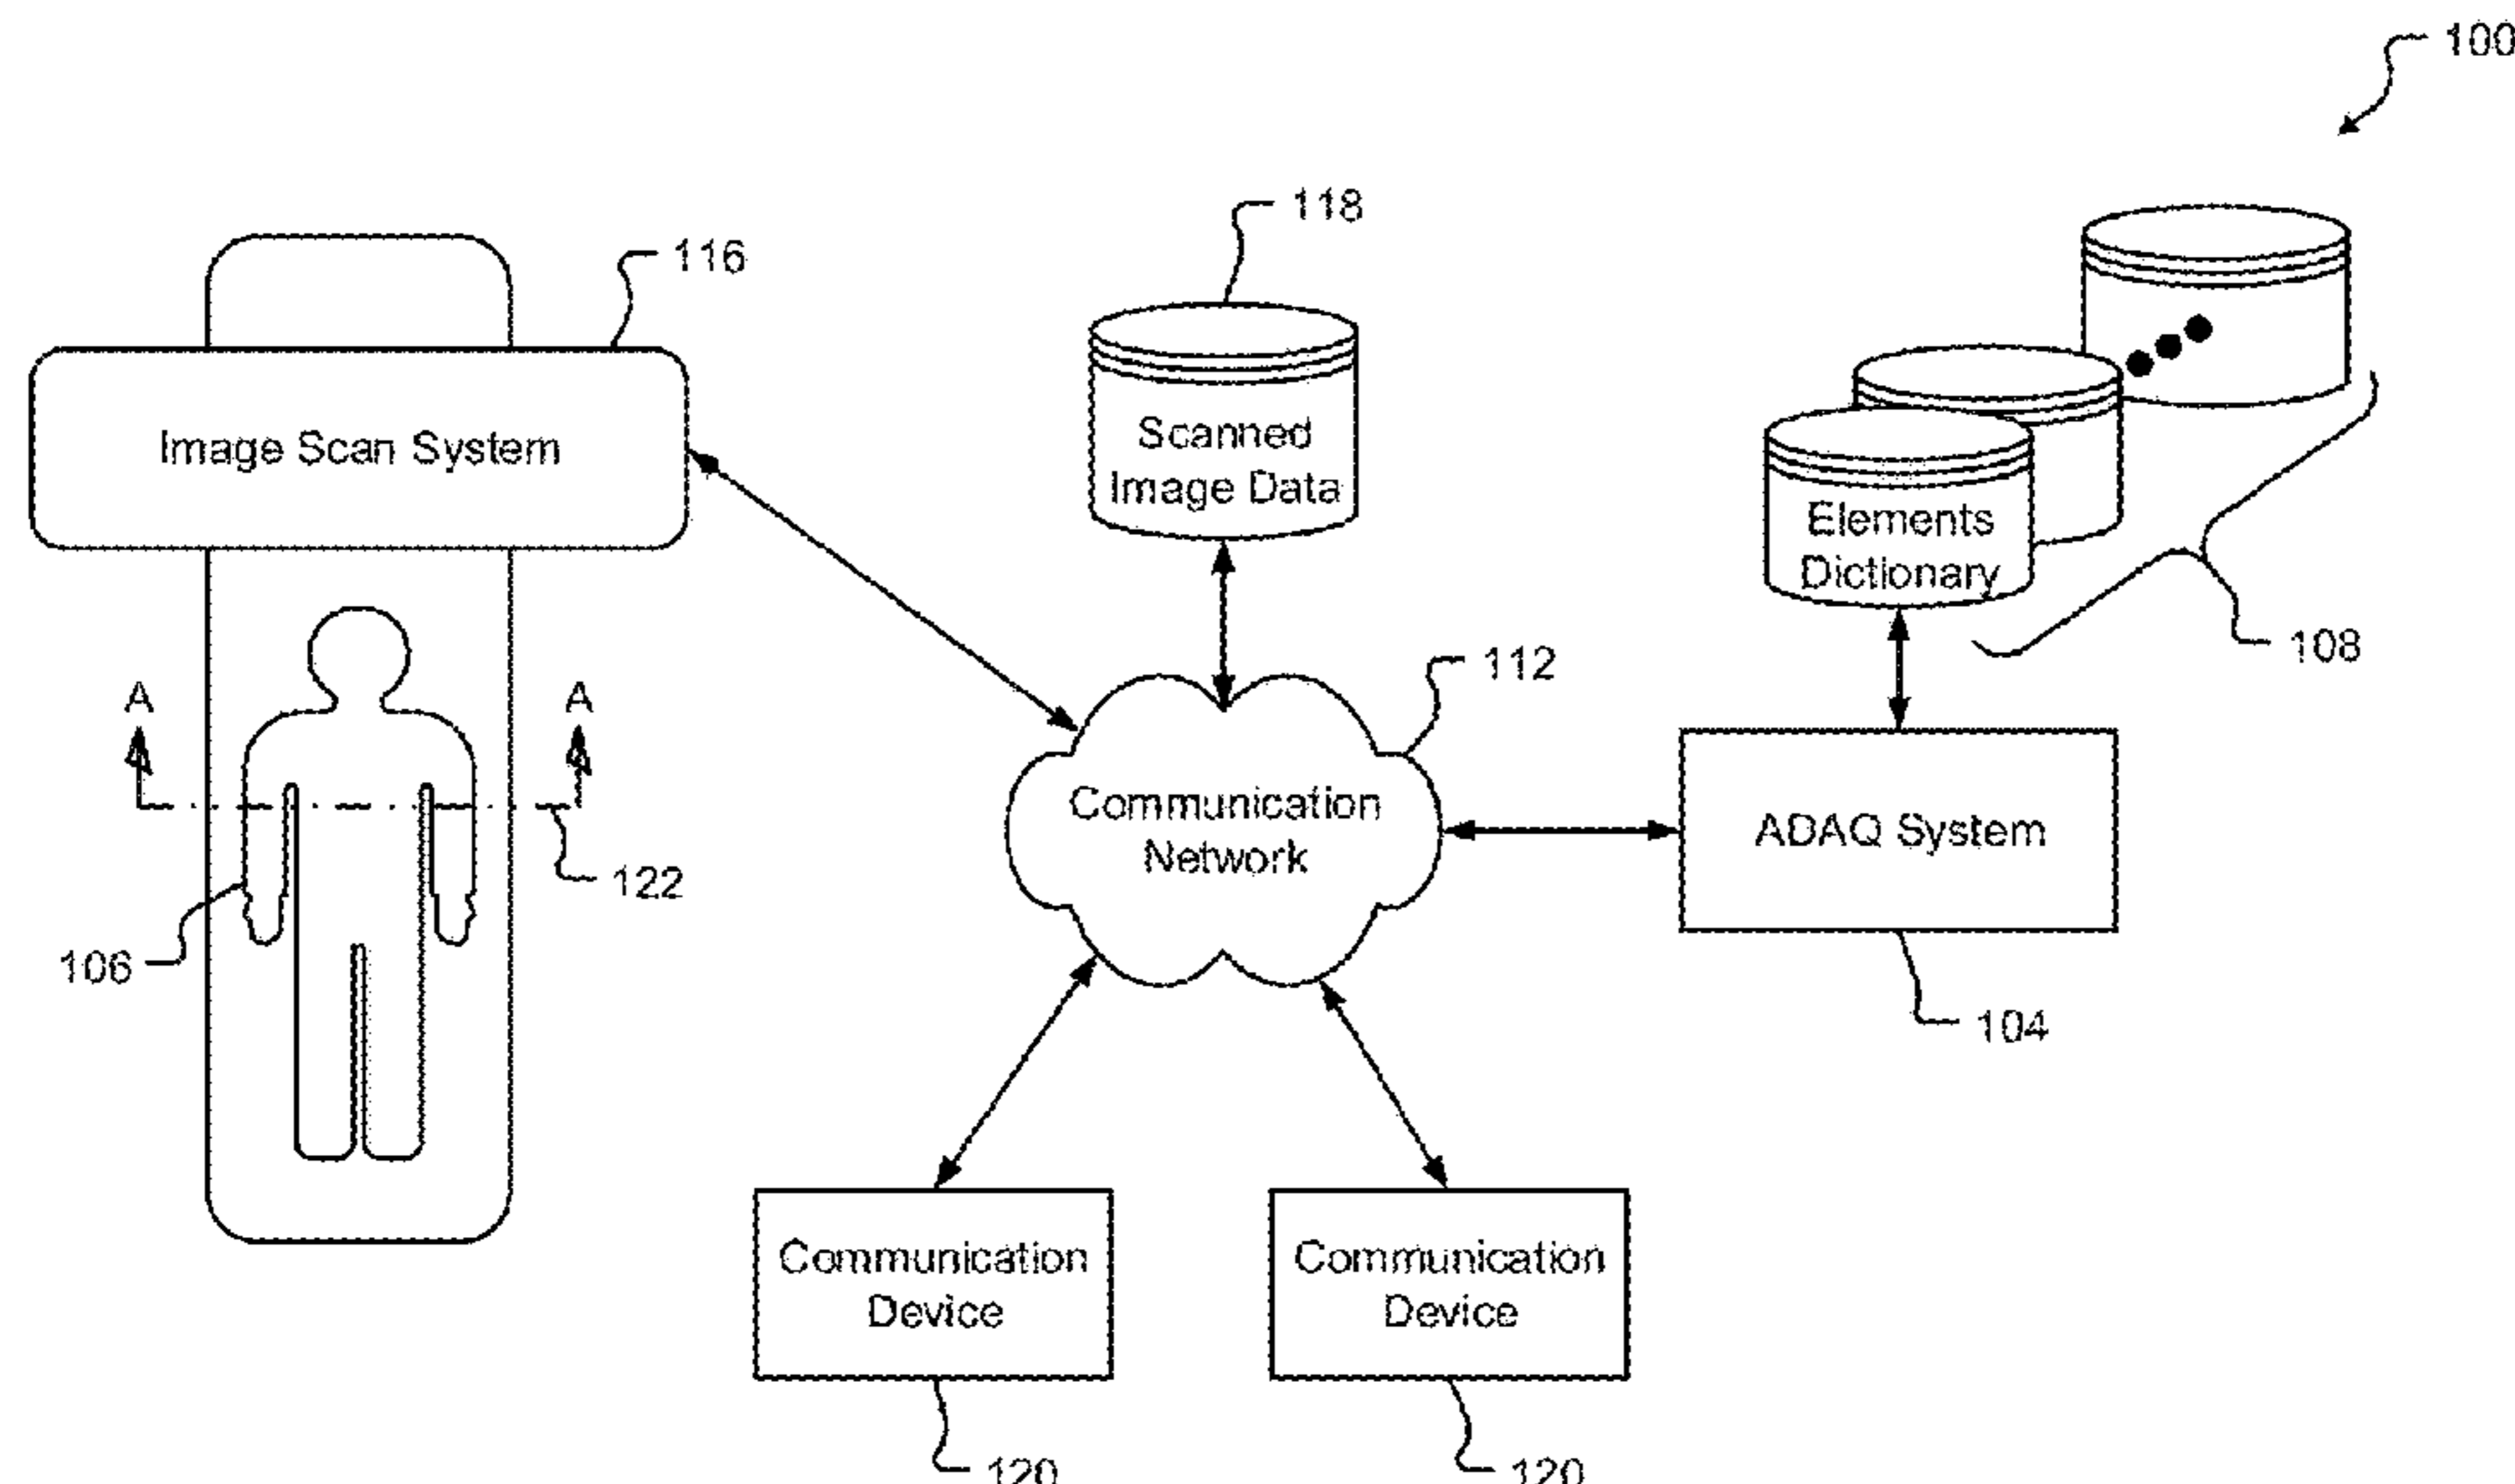 100
118
116
Image Scan System
Scanned
Image Data
Elements
Dictionary
108
112
A
A
Communication
Network
ADAQ System
122
106
104
Communication
Device
Communication
Device
120
120